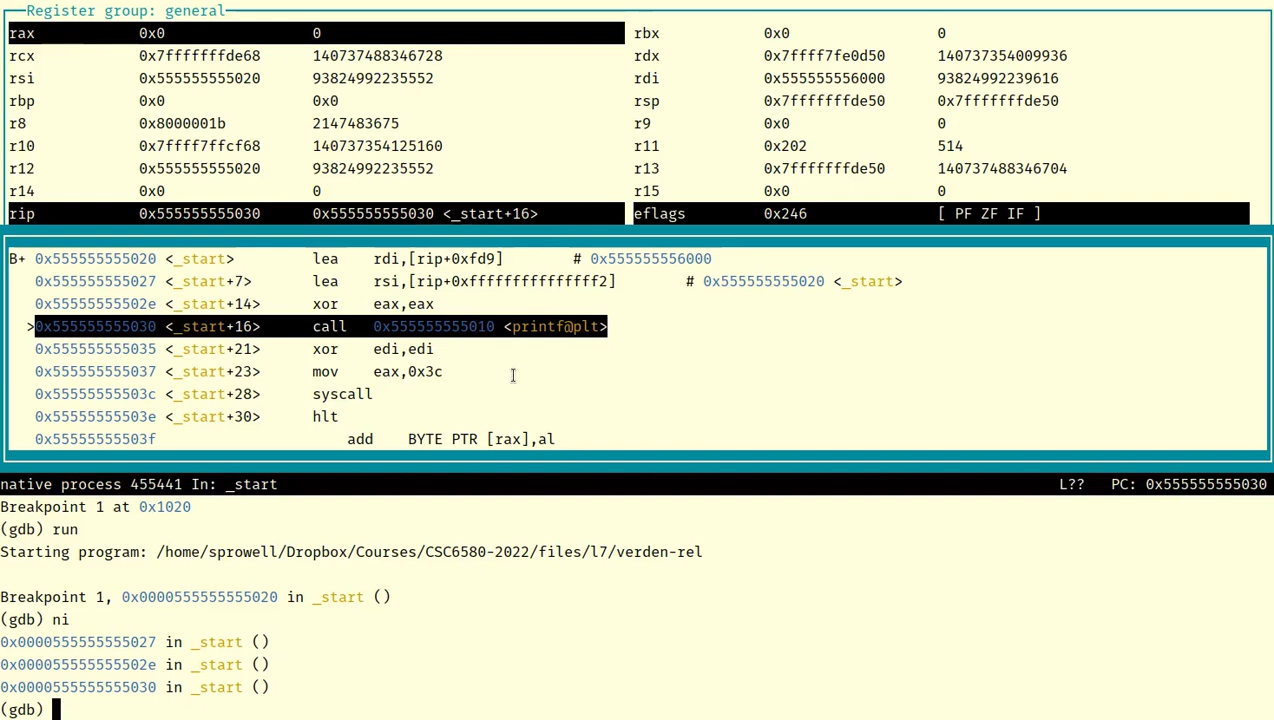 Register group: general
rax 0x0 0 rbx 0x0 0
rcx 0x7fffffffde68 140737488346728 rdx 0x7ffff7fe0d50 140737354009936
rsi 0x555555555020 93824992235552 rdi 0x555555556000 93824992239616
rbp 0x0 0x0 rsp 0x7fffffffde50 0x7fffffffde50
r8 0x8000001b 2147483675 r9 0x0 0
r10 0x7ffff7ffcf68 140737354125160 r11 0x202 514
r12 0x555555555020 93824992235552 r13 0x7fffffffde50 140737488346704
r14 0x0 0 r15 0x0 0
rip 0x555555555030 0x555555555030 <_start+16> eflags 0x246 [ PF ZF IF ]
B+ 0x555555555020 <_start> lea rdi,[rip+0xfd9] # 0x555555556000
0x555555555027 <_start+7> lea rsi,[rip+0xfffffffffffffff2] # 0x555555555020 <_start>
0x55555555502e <_start+14> xor eax,eax
>0x555555555030 <_start+16> call 0x555555555010 <printf@plt>
0x555555555035 <_start+21> xor edi,edi
0x555555555037 <_start+23> mov eax,0x3c
0x55555555503c <_start+28> syscall
0x55555555503e <_start+30> hlt
0x55555555503f add BYTE PTR [rax],al
native process 455441 In: _start L?? PC: 0x555555555030
Breakpoint 1 at 0x1020
(gdb) run
Starting program: /home/sprowell/Dropbox/Courses/CSC6580-2022/files/l7/verden-rel
Breakpoint 1, 0x0000555555555020 in _start ()
(gdb) ni
0x0000555555555027 in _start ()
0x000055555555502e in _start ()
0x0000555555555030 in _start ()
(gdb)